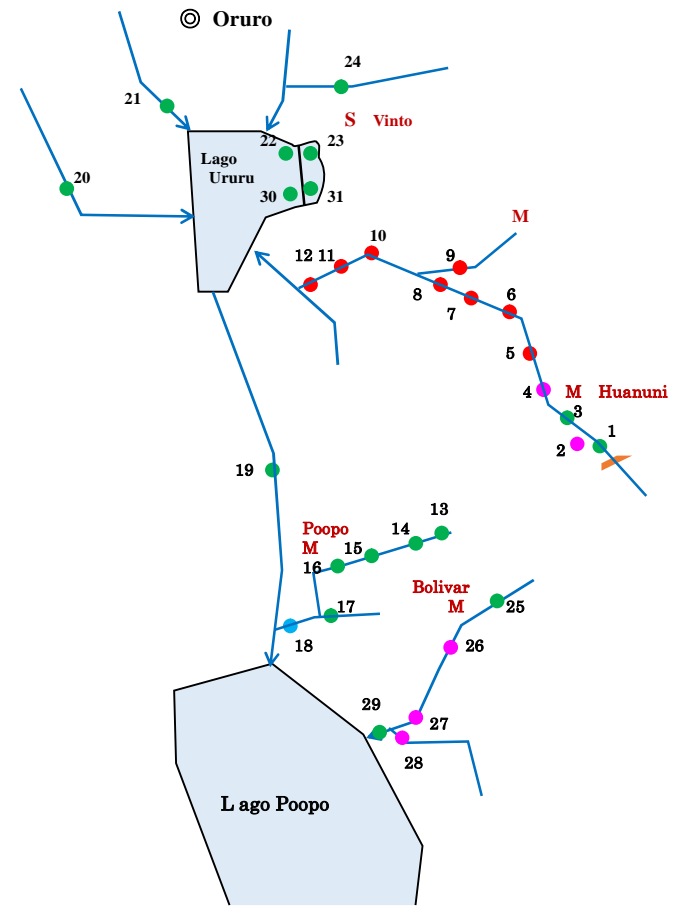 Oruro
24
21
S Vinto
22 23
Lago
Ururu
20
30 31
M
10
12 11
9
8
7
6
5
4
M Huanuni
3
1
2
19
13
Poopo
M
14
15
16
Bolivar
M
25
17
18
26
29
27
28
L ago Poopo